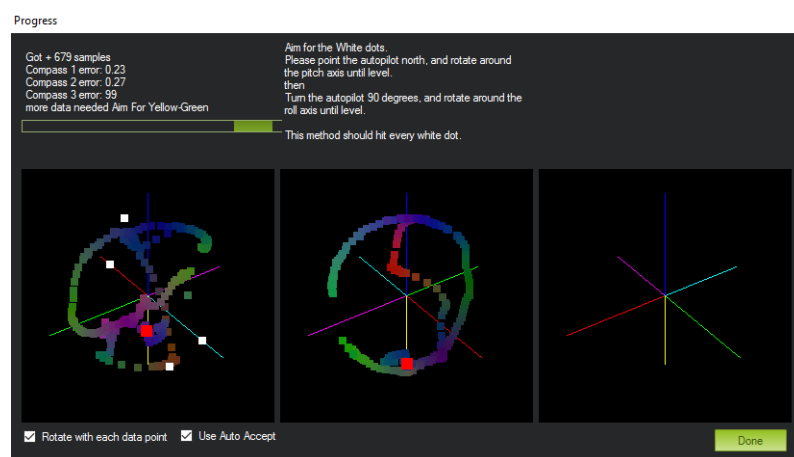 Progress
Got + 679 samples
Compass 1 error: 0.23
Compass 2 error: 0.27
Compass 3 error: 99
more data needed Aim For Yellow-Green
Aim for the White dots.
Please point the autopilot north, and rotate around
the pitch axis until level.
then
Turn the autopilot 90 degrees, and rotate around the
roll axis until level.
This method should hit every white dot.
Rotate with each data point
Use Auto Accept
Done